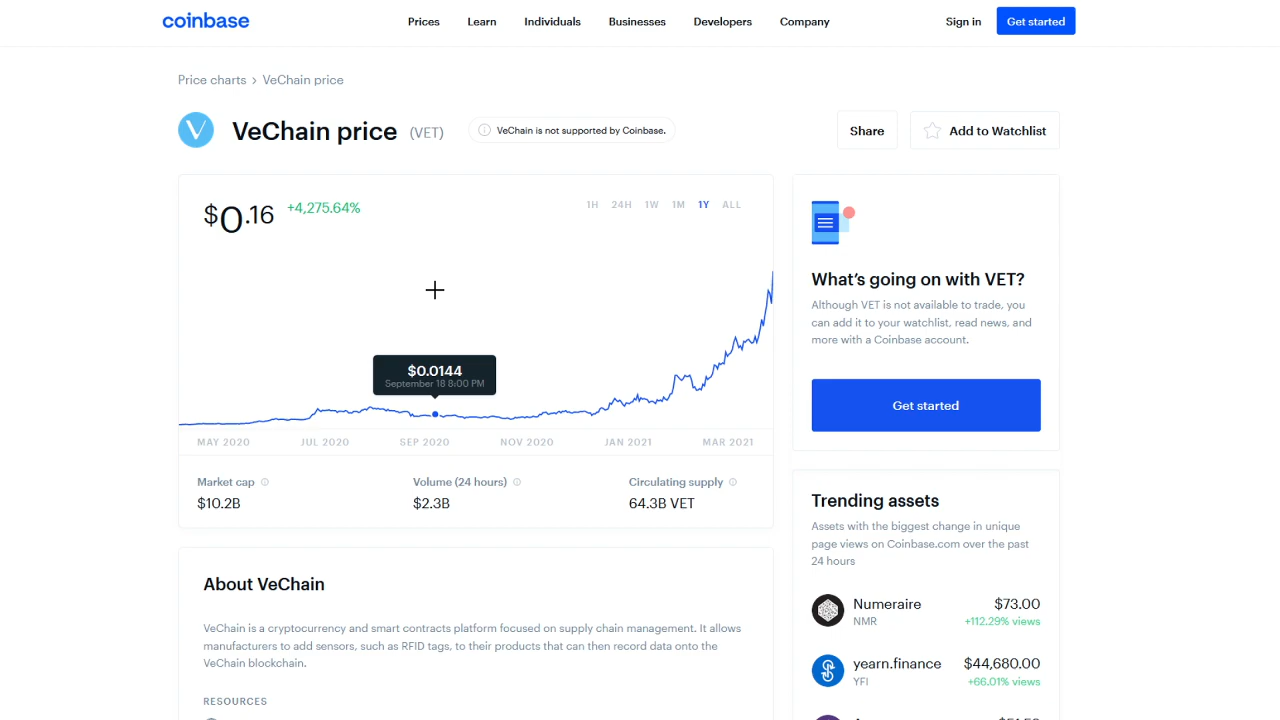 coinbase
Prices
Learn
Individuals
Businesses
Developers
Company
Sign in
Get started
Price charts › VeChain price
VeChain price (VET)
VeChain is not supported by Coinbase.
Share
Add to Watchlist
$0.16 +4,275.64%
1H 24H 1W 1M 1Y ALL
$0.0144
September 18 8:00 PM
MAY 2020 JUL 2020 SEP 2020 NOV 2020 JAN 2021 MAR 2021
Market cap
$10.2B
Volume (24 hours)
$2.3B
Circulating supply
64.3B VET
About VeChain
VeChain is a cryptocurrency and smart contracts platform focused on supply chain management. It allows
manufacturers to add sensors, such as RFID tags, to their products that can then record data onto the
VeChain blockchain.
RESOURCES
What's going on with VET?
Although VET is not available to trade, you
can add it to your watchlist, read news, and
more with a Coinbase account.
Get started
Trending assets
Assets with the biggest change in unique
page views on Coinbase.com over the past
24 hours
Numeraire $73.00
NMR +112.29% views
yearn.finance $44,680.00
YFI +66.01% views